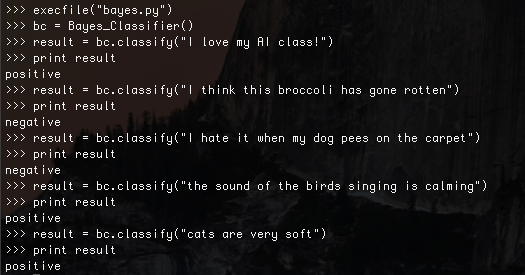 >>> execfile("bayes.py")
>>> bc = Bayes_Classifier()
>>> result = bc.classify("I love my AI class!")
>>> print result
positive
>>> result = bc.classify("I think this broccoli has gone rotten")
>>> print result
negative
>>> result = bc.classify("I hate it when my dog pees on the carpet")
>>> print result
negative
>>> result = bc.classify("the sound of the birds singing is calming")
>>> print result
positive
>>> result = bc.classify("cats are very soft")
>>> print result
positive